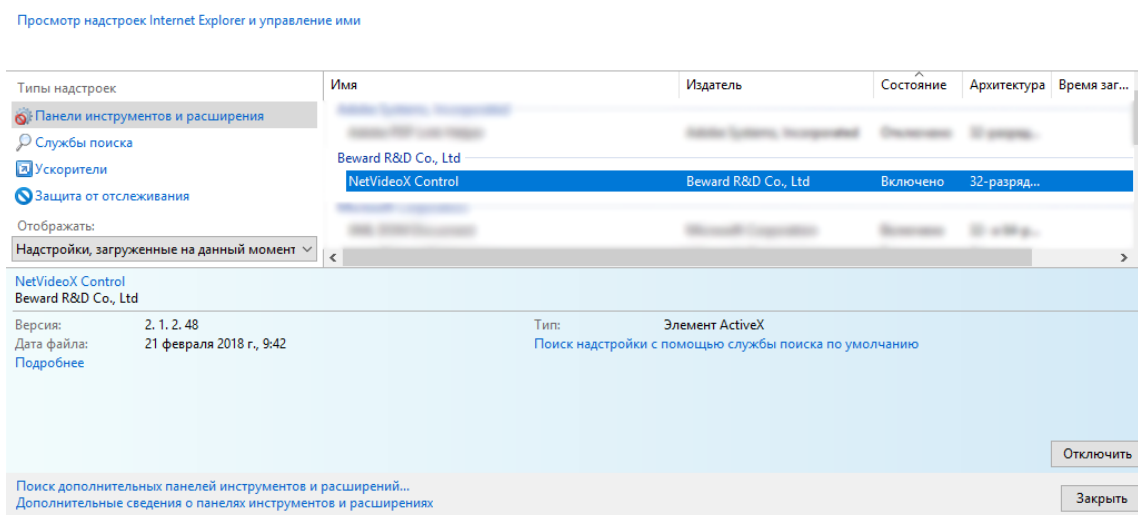 Просмотр надстроек Internet Explorer и управление ими
Типы надстроек
Панели инструментов и расширения
Службы поиска
Ускорители
Защита от отслеживания
Отображать:
Надстройки, загруженные на данный момент
Имя Издатель Состояние Архитектура Время заг...
Beward R&D Co., Ltd
NetVideoX Control Beward R&D Co., Ltd Включено 32-разряд...
NetVideoX Control
Beward R&D Co., Ltd
Версия: 2. 1. 2. 48 Тип: Элемент ActiveX
Дата файла: 21 февраля 2018 г., 9:42 Поиск надстройки с помощью службы поиска по умолчанию
Подробнее
Отключить
Поиск дополнительных панелей инструментов и расширений...
Дополнительные сведения о панелях инструментов и расширениях
Закрыть